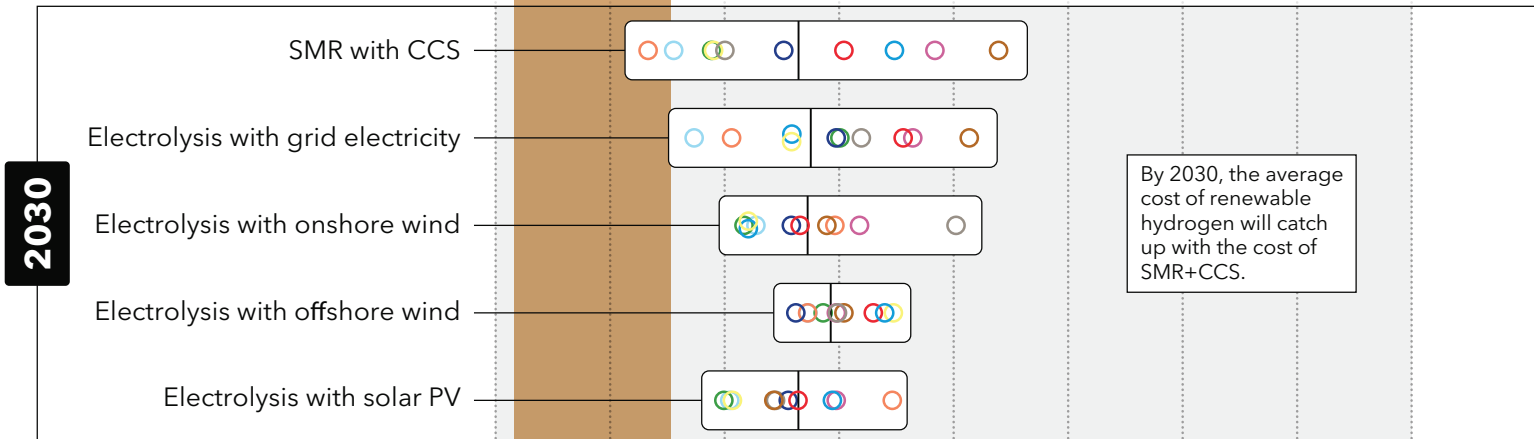 SMR with CCS
Electrolysis with grid electricity
2030
Electrolysis with onshore wind
Electrolysis with offshore wind
Electrolysis with solar PV
By 2030, the average
cost of renewable
hydrogen will catch
up with the cost of
SMR+CCS.